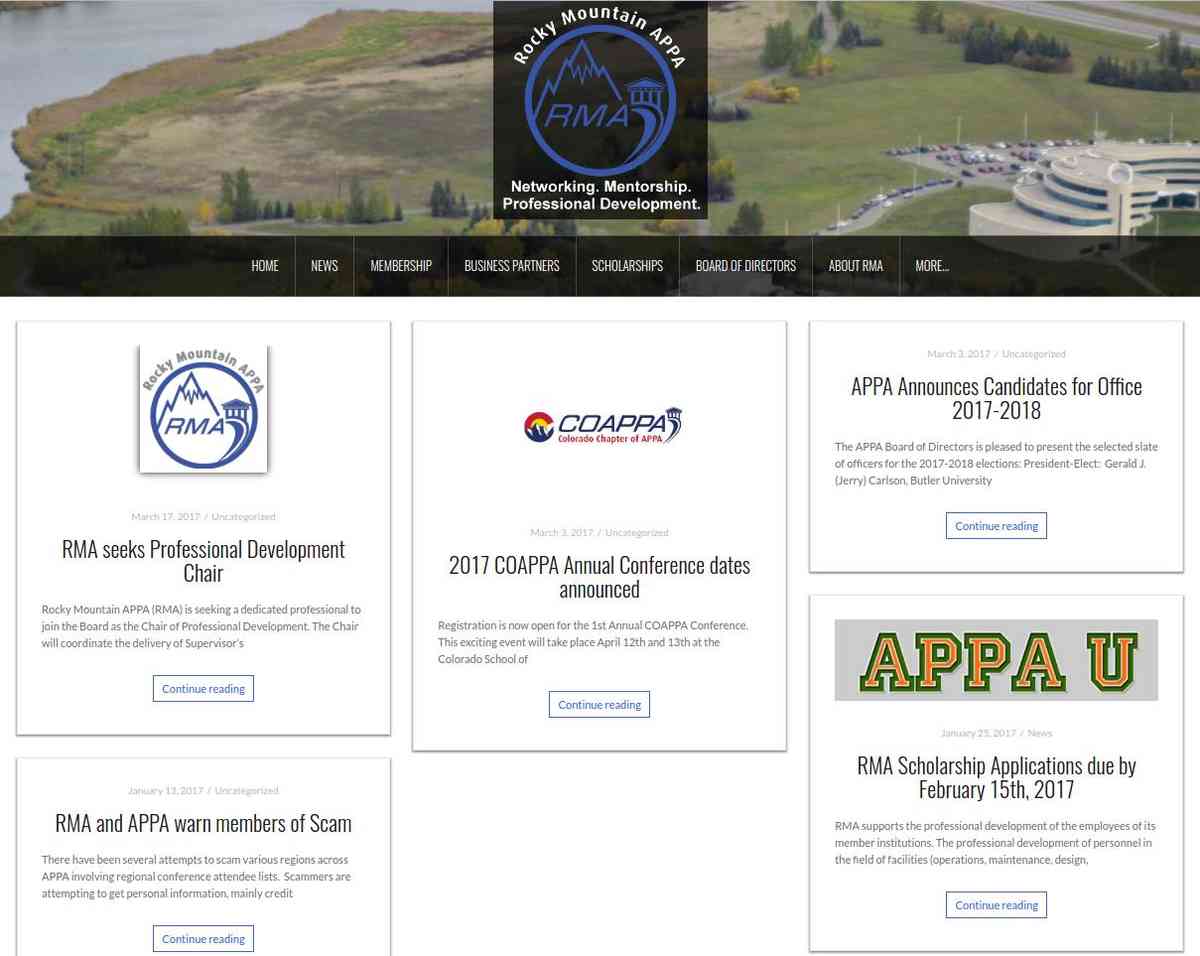 Rocky Mountain APPA
RMA
Networking. Mentorship.
Professional Development.
HOME
NEWS
MEMBERSHIP
BUSINESS PARTNERS
SCHOLARSHIPS
BOARD OF DIRECTORS
ABOUT RMA
MORE...
Rocky Mountain APPA
RMA
March 17, 2017 / Uncategorized
RMA seeks Professional Development
Chair
Rocky Mountain APPA (RMA) is seeking a dedicated professional to
join the Board as the Chair of Professional Development. The Chair
will coordinate the delivery of Supervisor's
Continue reading
January 13, 2017 / Uncategorized
RMA and APPA warn members of Scam
There have been several attempts to scam various regions across
APPA involving regional conference attendee lists. Scammers are
attempting to get personal information, mainly credit
Continue reading
COAPPA
Colorado Chapter of APPA
March 3, 2017 / Uncategorized
2017 COAPPA Annual Conference dates
announced
Registration is now open for the 1st Annual COAPPA Conference.
This exciting event will take place April 12th and 13th at the
Colorado School of
Continue reading
March 3, 2017 / Uncategorized
APPA Announces Candidates for Office
2017-2018
The APPA Board of Directors is pleased to present the selected slate
of officers for the 2017-2018 elections: President-Elect: Gerald J.
(Jerry) Carlson, Butler University
Continue reading
APPA U
January 25, 2017 / News
RMA Scholarship Applications due by
February 15th, 2017
RMA supports the professional development of the employees of its
member institutions. The professional development of personnel in
the field of facilities (operations, maintenance, design,
Continue reading